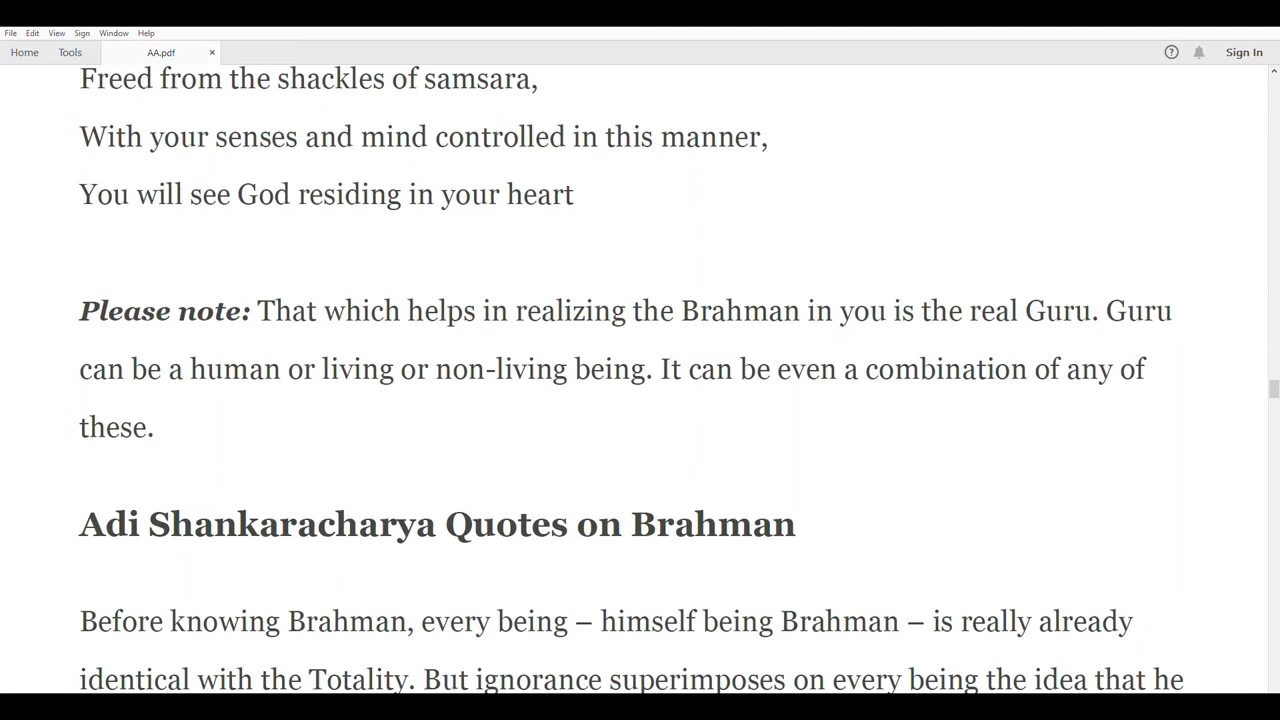 File Edit View Sign Window Help
Home Tools AA.pdf × ? Sign In
Freed from the shackles of samsara,
With your senses and mind controlled in this manner,
You will see God residing in your heart
Please note: That which helps in realizing the Brahman in you is the real Guru. Guru
can be a human or living or non-living being. It can be even a combination of any of
these.
Adi Shankaracharya Quotes on Brahman
Before knowing Brahman, every being – himself being Brahman – is really already
identical with the Totality. But ignorance superimposes on every being the idea that he